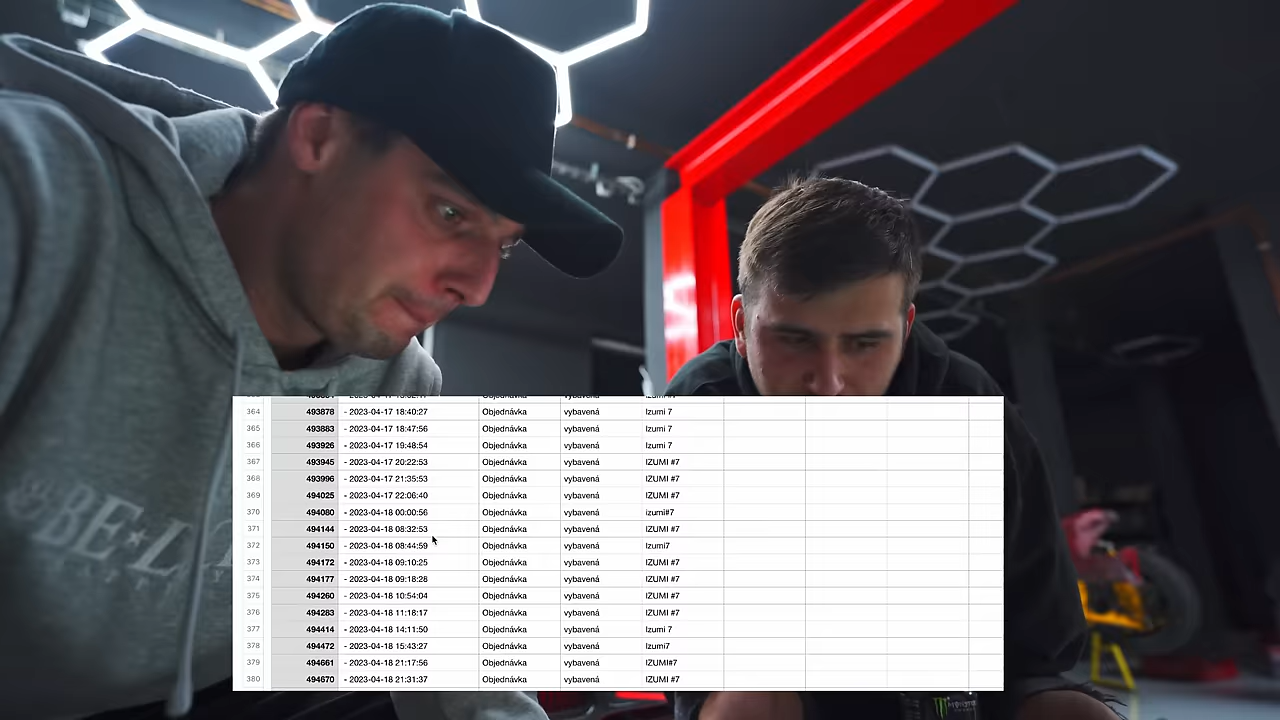 364 493878 - 2023-04-17 18:40:27 Objednávka vybavená Izumi 7
365 493883 - 2023-04-17 18:47:56 Objednávka vybavená Izumi 7
366 493926 - 2023-04-17 19:48:54 Objednávka vybavená Izumi 7
367 493945 - 2023-04-17 20:22:53 Objednávka vybavená IZUMI #7
368 493996 - 2023-04-17 21:35:53 Objednávka vybavená IZUMI #7
369 494025 - 2023-04-17 22:06:40 Objednávka vybavená IZUMI #7
370 494080 - 2023-04-18 00:00:56 Objednávka vybavená izumi#7
371 494144 - 2023-04-18 08:32:53 Objednávka vybavená IZUMI #7
372 494150 - 2023-04-18 08:44:59 Objednávka vybavená Izumi7
373 494172 - 2023-04-18 09:10:25 Objednávka vybavená IZUMI #7
374 494177 - 2023-04-18 09:18:28 Objednávka vybavená IZUMI #7
375 494260 - 2023-04-18 10:54:04 Objednávka vybavená IZUMI #7
376 494283 - 2023-04-18 11:18:17 Objednávka vybavená IZUMI #7
377 494414 - 2023-04-18 14:11:50 Objednávka vybavená Izumi 7
378 494472 - 2023-04-18 15:43:27 Objednávka vybavená Izumi7
379 494661 - 2023-04-18 21:17:56 Objednávka vybavená IZUMI#7
380 494670 - 2023-04-18 21:31:37 Objednávka vybavená IZUMI #7